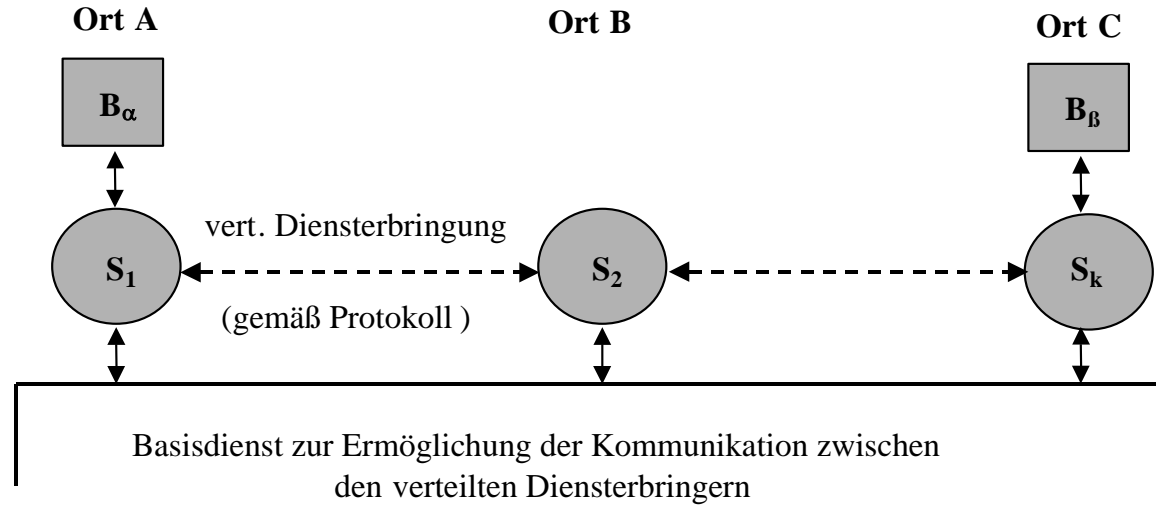 Ort A
Ort B
Ort C
Bα
Bß
vert. Diensterbringung
S1
S2
Sk
(gemäß Protokoll )
Basisdienst zur Ermöglichung der Kommunikation zwischen
den verteilten Diensterbringern